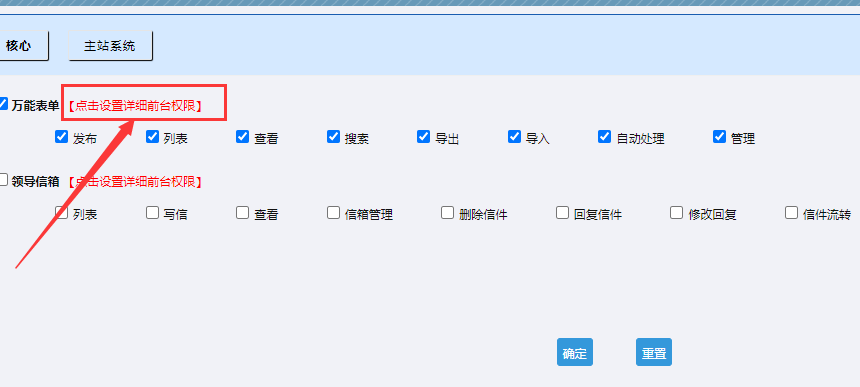 核心 主站系统
万能表单【点击设置详细前台权限】
发布 列表 查看 搜索 导出 导入 自动处理 管理
领导信箱【点击设置详细前台权限】
列表 写信 查看 信箱管理 删除信件 回复信件 修改回复 信件流转
确定 重置